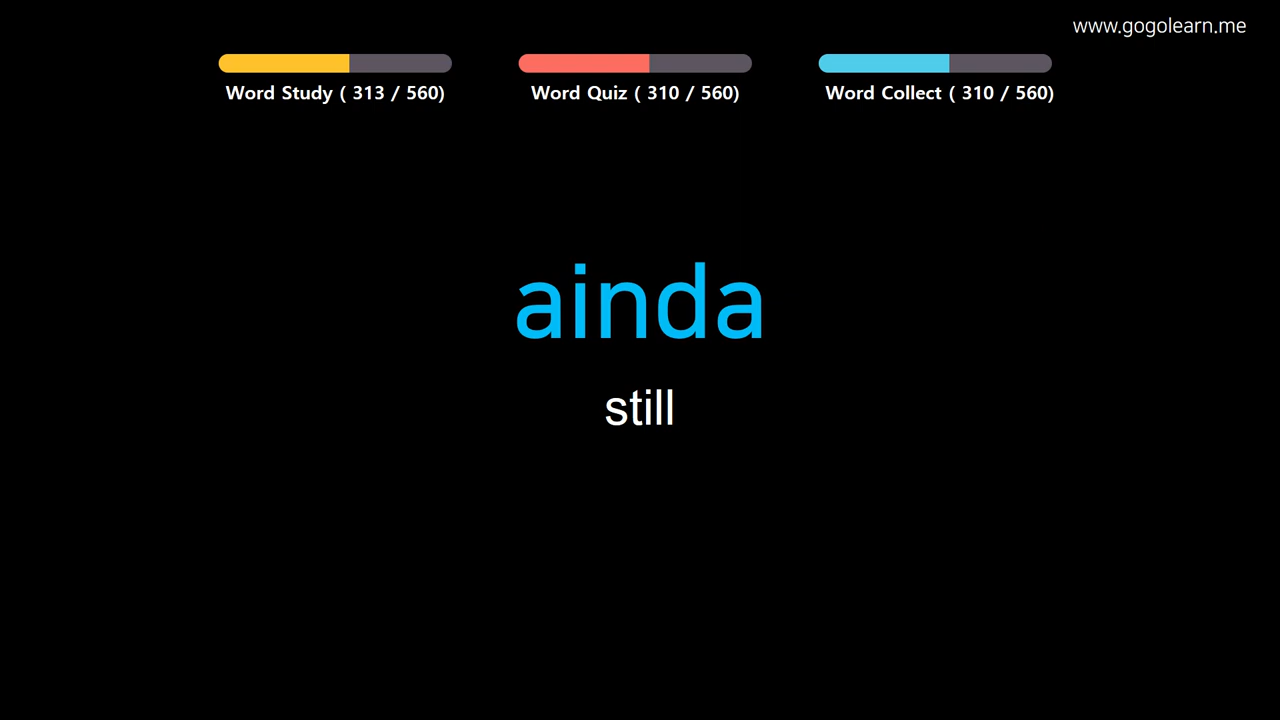 www.gogolearn.me
Word Study ( 313 / 560)
Word Quiz ( 310 / 560)
Word Collect ( 310 / 560)
ainda
still